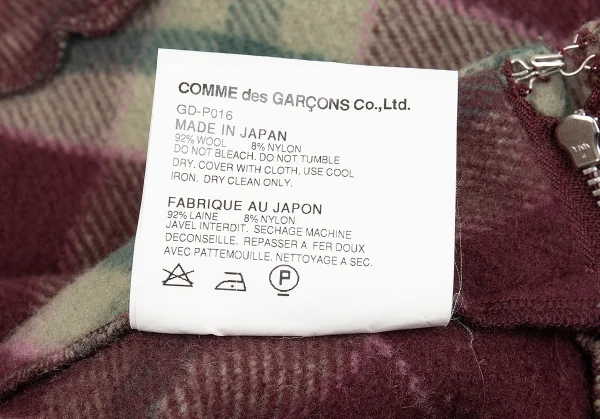 COMME des GARÇONS Co.,Ltd.
GD-P016
MADE IN JAPAN
92% WOOL 8% NYLON
DO NOT BLEACH. DO NOT TUMBLE
DRY. COVER WITH CLOTH. USE COOL
IRON. DRY CLEAN ONLY.
FABRIQUE AU JAPON
92% LAINE 8% NYLON
JAVEL INTERDIT. SECHAGE MACHINE
DECONSEILLE. REPASSER A FER DOUX
AVEC PATTEMOUILLE. NETTOYAGE A SEC.
P